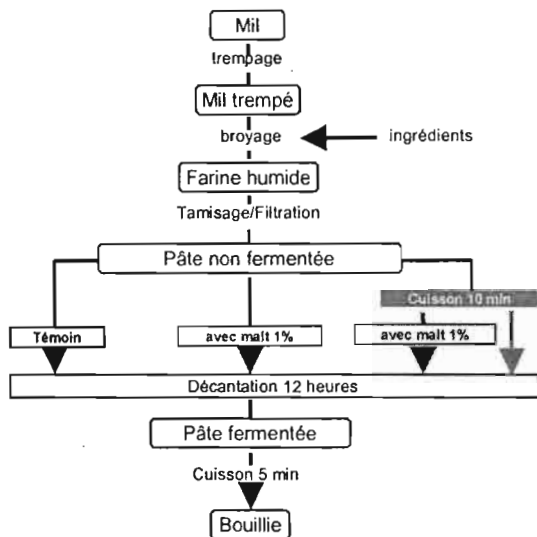 Mil
trempage
Mil trempé
broyage
ingrédients
Farine humide
Tamisage/Filtration
Pâte non fermentée
Cuisson 10 min
Témoin
avec malt 1%
avec malt 1%
Décantation 12 heures
Pâte fermentée
Cuisson 5 min
Bouillie